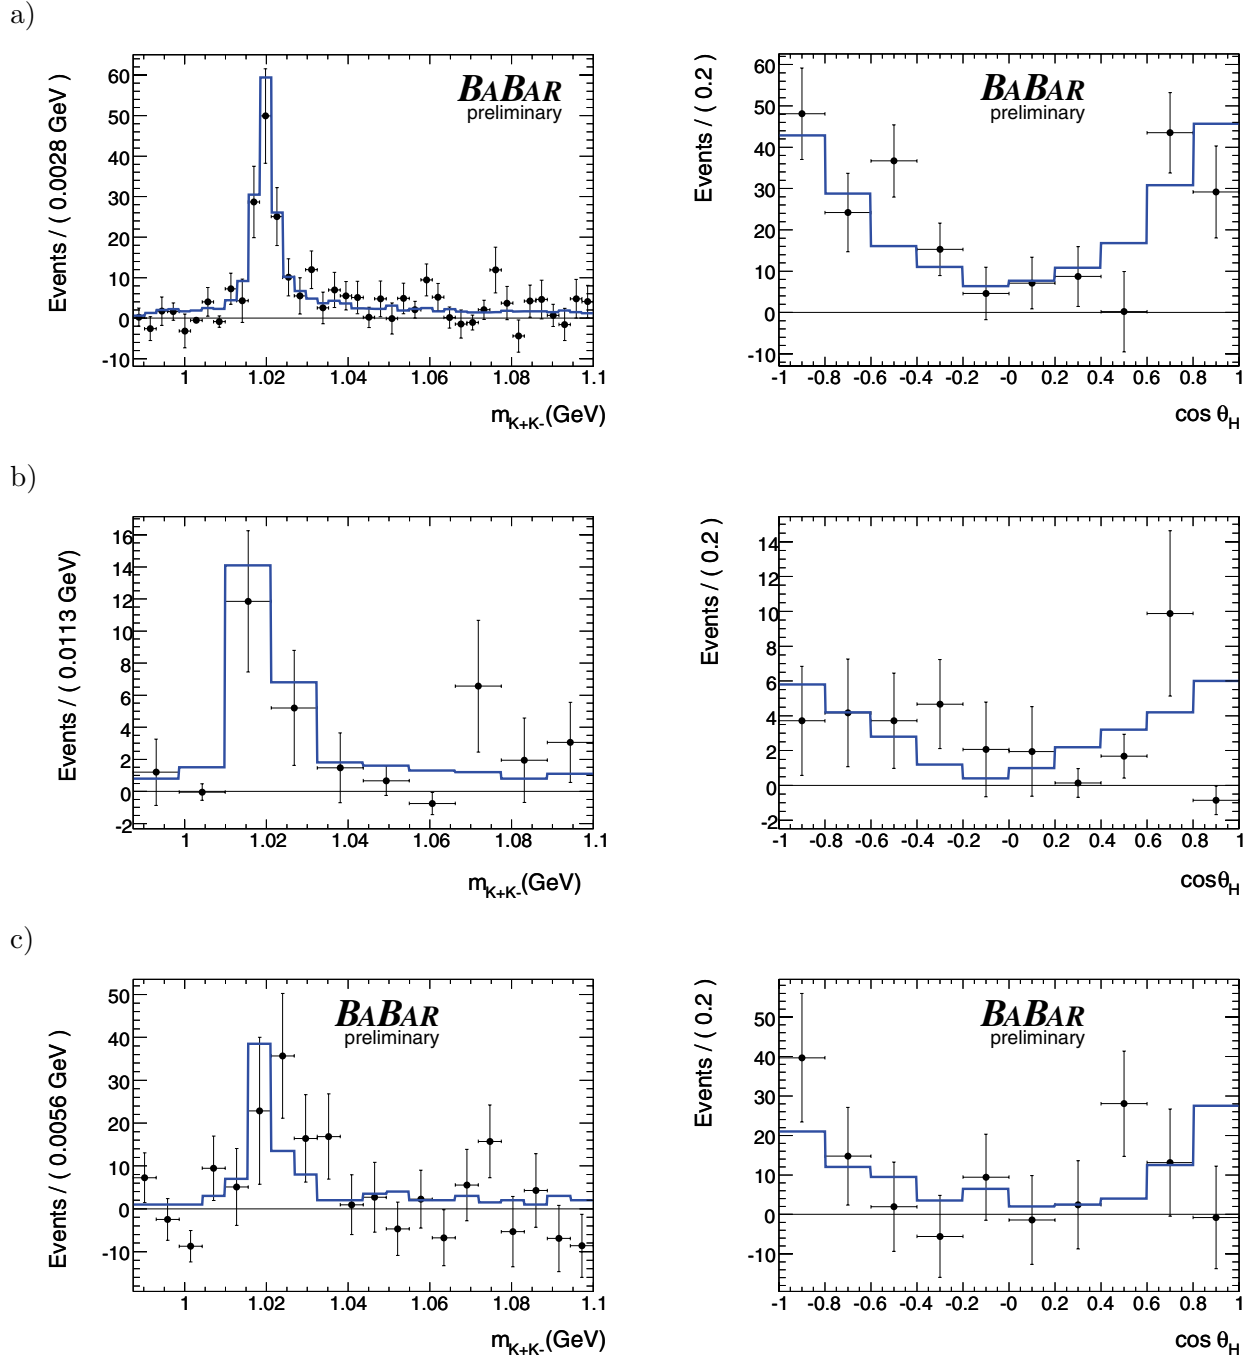 a)
Events / ( 0.0028 GeV )
60
50
40
30
20
10
0
-10
1 1.02 1.04 1.06 1.08 1.1
m_{K+K-}(GeV)
BABAR
preliminary
Events / ( 0.2 )
60
50
40
30
20
10
0
-10
-1 -0.8 -0.6 -0.4 -0.2 -0 0.2 0.4 0.6 0.8 1
cos θ_H
BABAR
preliminary
b)
Events / ( 0.0113 GeV)
16
14
12
10
8
6
4
2
0
-2
1 1.02 1.04 1.06 1.08 1.1
m_{K+K-}(GeV)
Events / ( 0.2 )
14
12
10
8
6
4
2
0
-2
-1 -0.8 -0.6 -0.4 -0.2 -0 0.2 0.4 0.6 0.8 1
cosθ_H
c)
Events / ( 0.0056 GeV)
50
40
30
20
10
0
-10
1 1.02 1.04 1.06 1.08 1.1
m_{K+K-}(GeV)
BABAR
preliminary
Events / ( 0.2 )
50
40
30
20
10
0
-10
-1 -0.8 -0.6 -0.4 -0.2 -0 0.2 0.4 0.6 0.8 1
cos θ_H
BABAR
preliminary